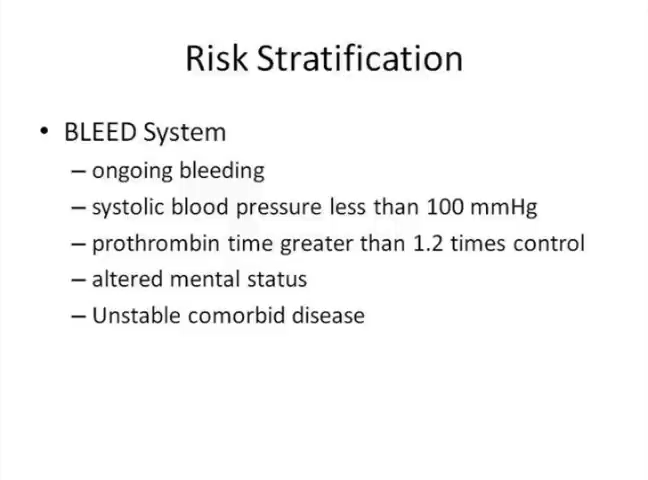 Risk Stratification
• BLEED System
– ongoing bleeding
– systolic blood pressure less than 100 mmHg
– prothrombin time greater than 1.2 times control
– altered mental status
– Unstable comorbid disease